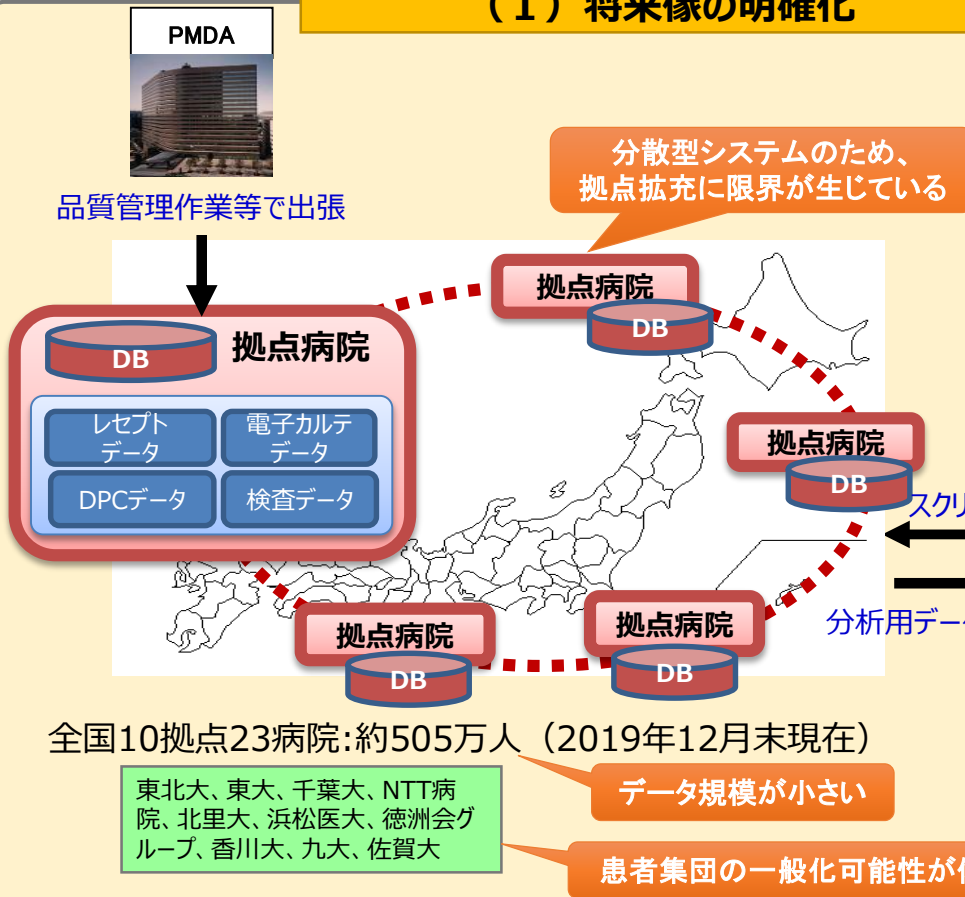 （１）将来像の明確化
PMDA
分散型システムのため、
拠点拡充に限界が生じている
品質管理作業等で出張
拠点病院
DB
DB
拠点病院
レセプト
データ
電子カルテ
データ
DPCデータ
検査データ
拠点病院
DB
スクリ
分析用データ
拠点病院
DB
拠点病院
DB
全国10拠点23病院:約505万人（2019年12月末現在）
データ規模が小さい
東北大、東大、千葉大、NTT病
院、北里大、浜松医大、徳洲会グ
ループ、香川大、九大、佐賀大
患者集団の一般化可能性が